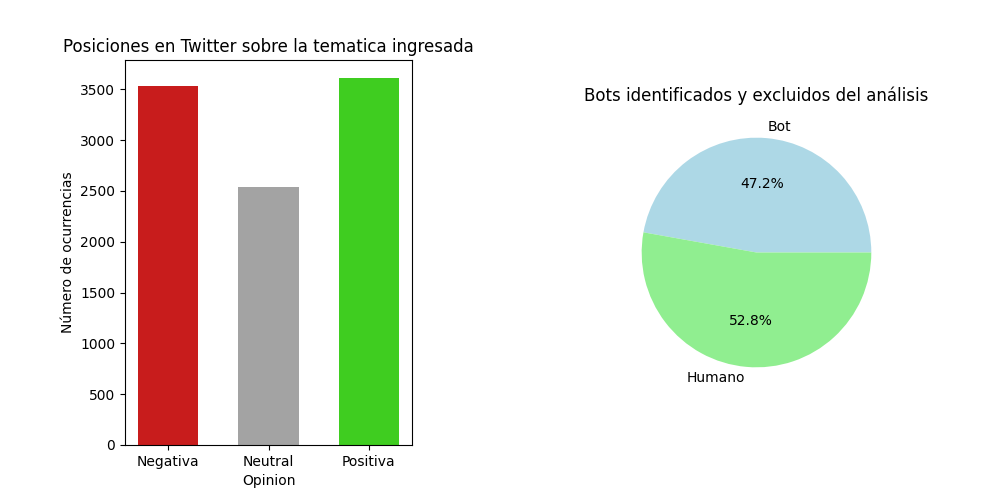 Posiciones en Twitter sobre la tematica ingresada
Número de ocurrencias
3500
3000
2500
2000
1500
1000
500
0
Negativa
Neutral
Positiva
Opinion
Bots identificados y excluidos del análisis
Bot
47.2%
52.8%
Humano